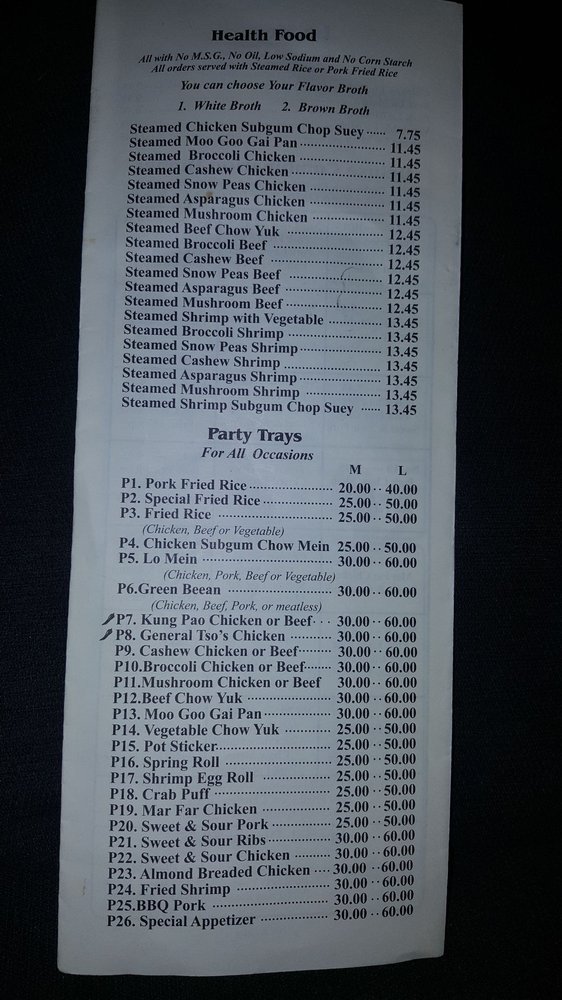 Health Food
All with No M.S.G., No Oil, Low Sodium and No Corn Starch
All orders served with Steamed Rice or Pork Fried Rice
You can choose Your Flavor Broth
1. White Broth 2. Brown Broth
Steamed Chicken Subgum Chop Suey ...... 7.75
Steamed Moo Goo Gai Pan ...... 11.45
Steamed Broccoli Chicken ...... 11.45
Steamed Cashew Chicken ...... 11.45
Steamed Snow Peas Chicken ...... 11.45
Steamed Asparagus Chicken ...... 11.45
Steamed Mushroom Chicken ...... 11.45
Steamed Beef Chow Yuk ...... 12.45
Steamed Broccoli Beef ...... 12.45
Steamed Cashew Beef ...... 12.45
Steamed Snow Peas Beef ...... 12.45
Steamed Asparagus Beef ...... 12.45
Steamed Mushroom Beef ...... 12.45
Steamed Shrimp with Vegetable ...... 13.45
Steamed Broccoli Shrimp ...... 13.45
Steamed Snow Peas Shrimp ...... 13.45
Steamed Cashew Shrimp ...... 13.45
Steamed Asparagus Shrimp ...... 13.45
Steamed Mushroom Shrimp ...... 13.45
Steamed Shrimp Subgum Chop Suey ...... 13.45
Party Trays
For All Occasions
M L
P1. Pork Fried Rice ...... 20.00 ·· 40.00
P2. Special Fried Rice ...... 25.00 ·· 50.00
P3. Fried Rice ...... 25.00 ·· 50.00
(Chicken, Beef or Vegetable)
P4. Chicken Subgum Chow Mein 25.00 ·· 50.00
P5. Lo Mein ...... 30.00 ·· 60.00
(Chicken, Pork, Beef or Vegetable)
P6.Green Beean ...... 30.00 ·· 60.00
(Chicken, Beef, Pork, or meatless)
P7. Kung Pao Chicken or Beef ··· 30.00 ·· 60.00
P8. General Tso's Chicken ...... 30.00 ·· 60.00
P9. Cashew Chicken or Beef ...... 30.00 ·· 60.00
P10.Broccoli Chicken or Beef ...... 30.00 ·· 60.00
P11.Mushroom Chicken or Beef 30.00 ·· 60.00
P12.Beef Chow Yuk ...... 30.00 ·· 60.00
P13. Moo Goo Gai Pan ...... 30.00 ·· 60.00
P14. Vegetable Chow Yuk ...... 25.00 ·· 50.00
P15. Pot Sticker ...... 25.00 ·· 50.00
P16. Spring Roll ...... 25.00 ·· 50.00
P17. Shrimp Egg Roll ...... 25.00 ·· 50.00
P18. Crab Puff ...... 25.00 ·· 50.00
P19. Mar Far Chicken ...... 25.00 ·· 50.00
P20. Sweet & Sour Pork ...... 25.00 ·· 50.00
P21. Sweet & Sour Ribs ...... 30.00 ·· 60.00
P22. Sweet & Sour Chicken ...... 30.00 ·· 60.00
P23. Almond Breaded Chicken ···· 30.00 ·· 60.00
P24. Fried Shrimp ...... 30.00 ·· 60.00
P25.BBQ Pork ...... 30.00 ·· 60.00
P26. Special Appetizer ...... 30.00 ·· 60.00